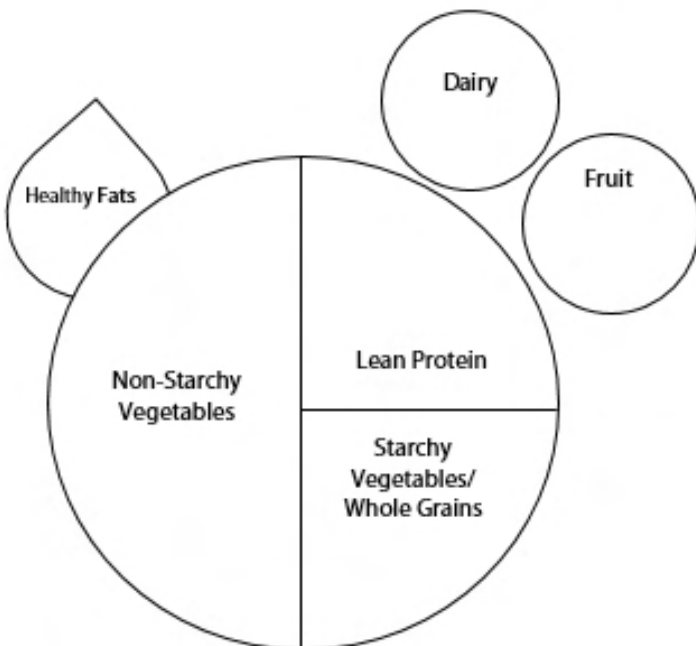 Dairy
Fruit
Healthy Fats
Lean Protein
Non-Starchy
Vegetables
Starchy
Vegetables/
Whole Grains